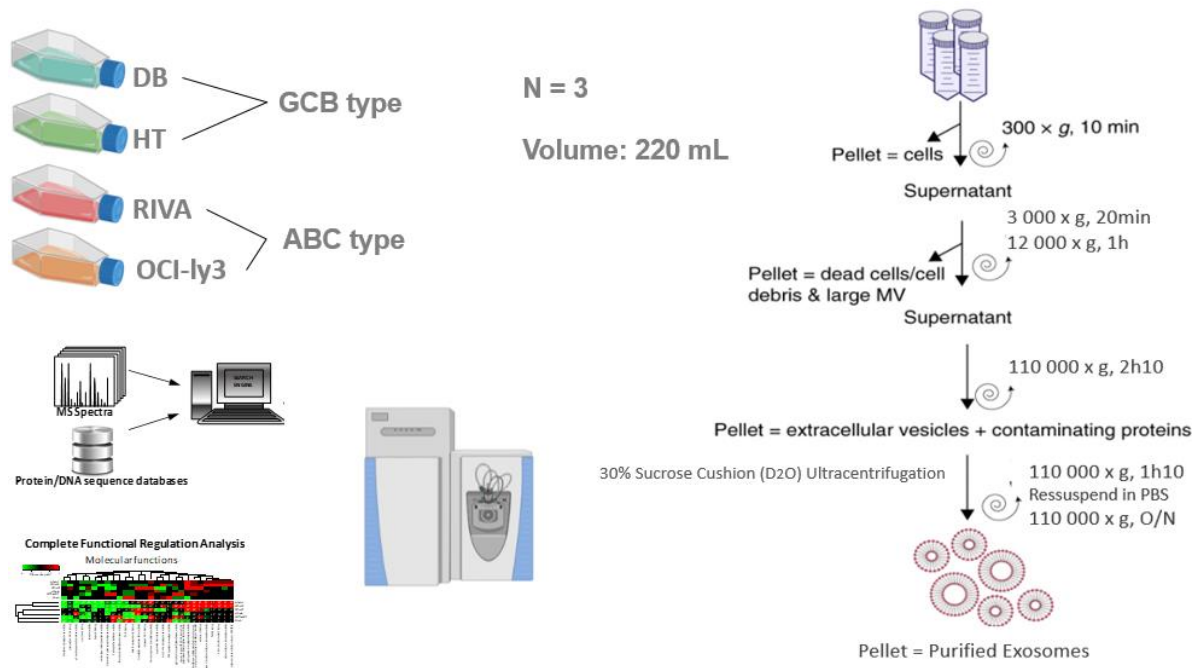 DB
HT
GCB type
RIVA
OCI-ly3
ABC type
N = 3
Volume: 220 mL
MS Spectra
SEARCH
ENGINE
Protein/DNA sequence databases
Complete Functional Regulation Analysis
Molecular functions
300 × g, 10 min
Pellet = cells
Supernatant
3 000 x g, 20min
12 000 x g, 1h
Pellet = dead cells/cell
debris & large MV
Supernatant
110 000 x g, 2h10
Pellet = extracellular vesicles + contaminating proteins
30% Sucrose Cushion (D2O) Ultracentrifugation
110 000 x g, 1h10
Ressuspend in PBS
110 000 x g, O/N
Pellet = Purified Exosomes